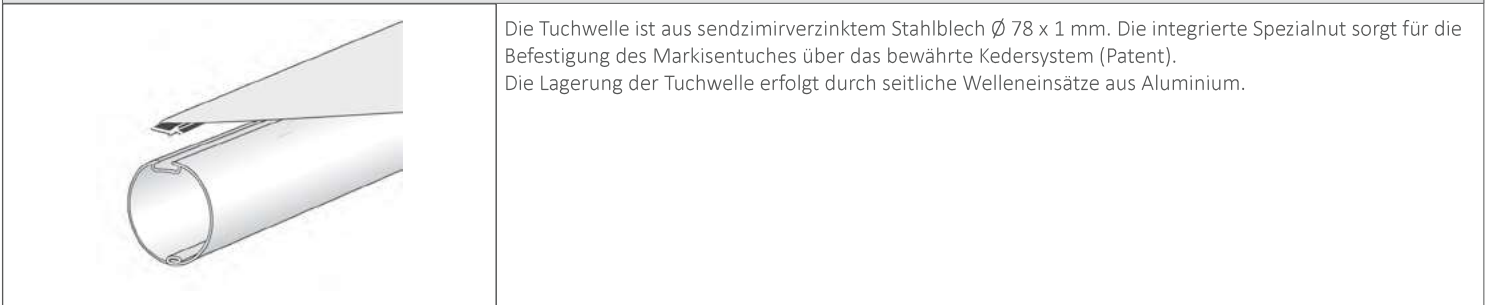 Die Tuchwelle ist aus sendzimirverzinktem Stahlblech Ø 78 x 1 mm. Die integrierte Spezialnut sorgt für die
Befestigung des Markisentuches über das bewährte Kedersystem (Patent).
Die Lagerung der Tuchwelle erfolgt durch seitliche Welleneinsätze aus Aluminium.